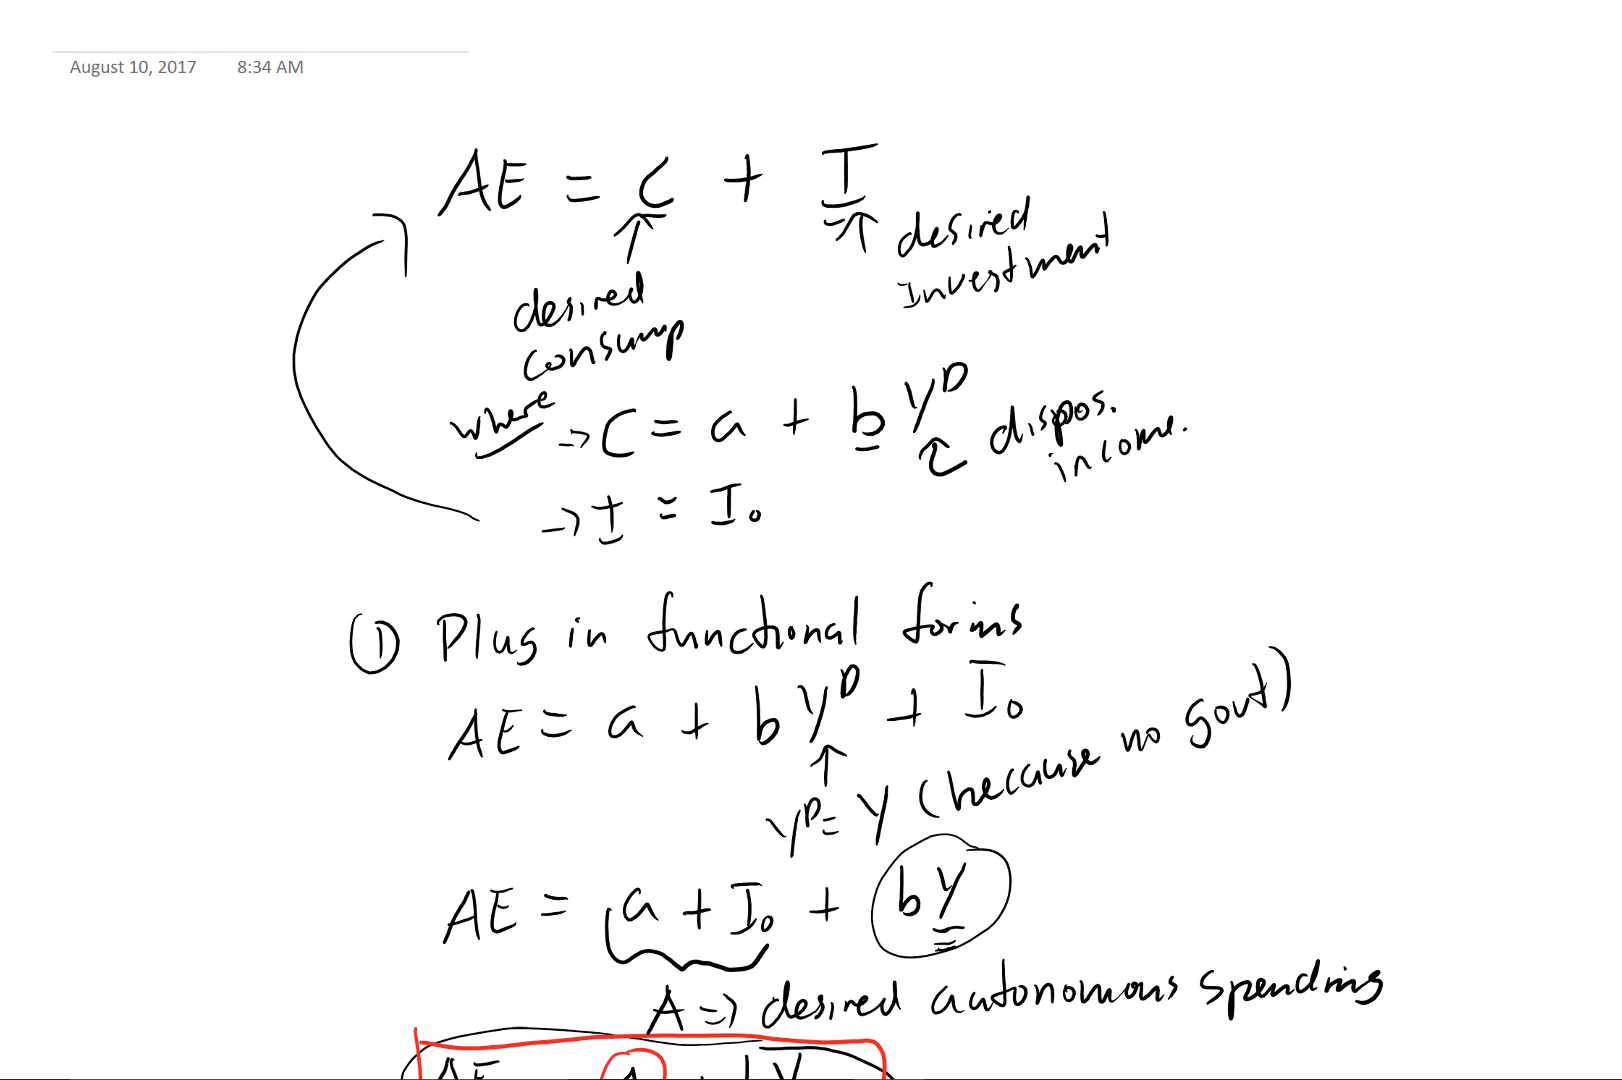 August 10, 2017 8:34 AM
AE = C + I
desired
Investment
desired
consump
where
→ C = a + b Y^D
dispos.
income.
→ I = I₀
① Plug in functional forms
AE = a + b Y^D + I₀
Y^D = Y (because no govt)
AE = a + I₀ + bY
A => desired autonomous spending